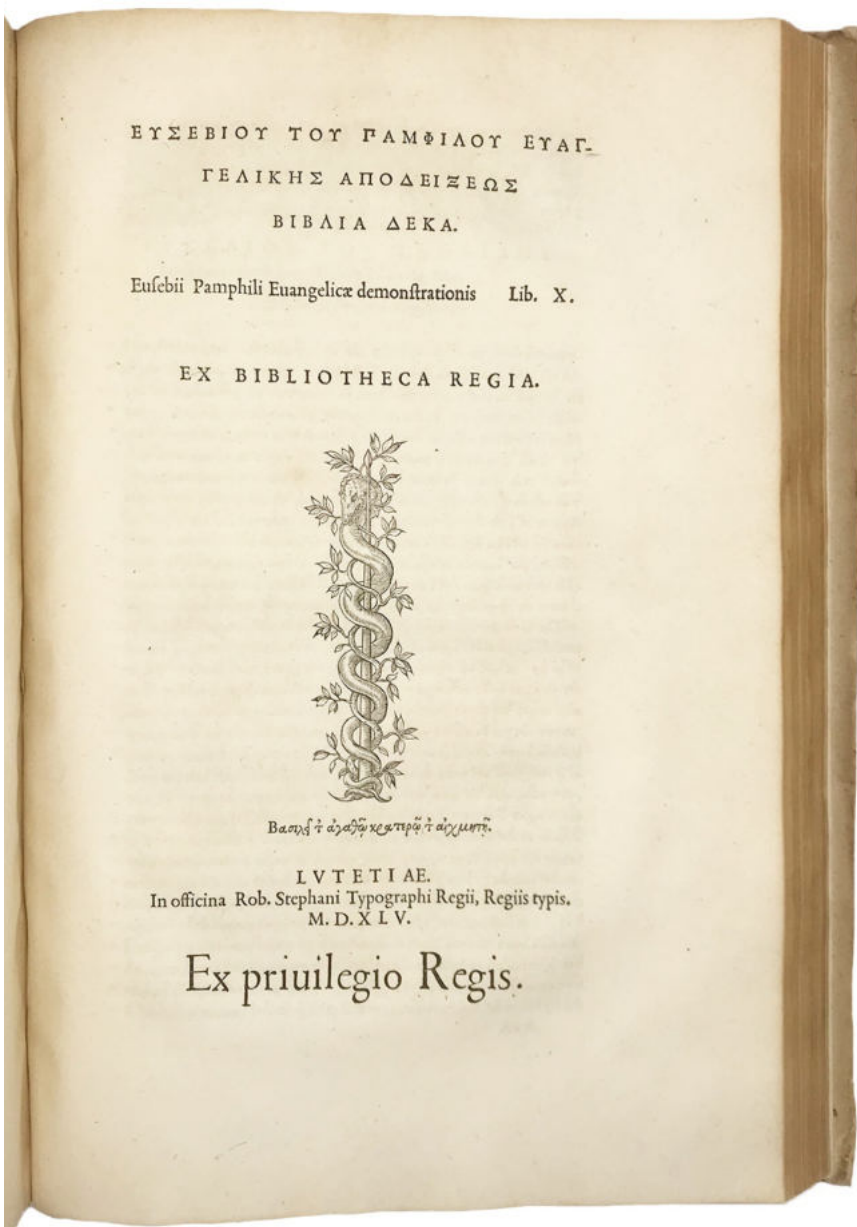 ΕΥΣΕΒΙΟΥ ΤΟΥ ΠΑΜΦΙΛΟΥ ΕΥΑΓ-
ΓΕΛΙΚΗΣ ΑΠΟΔΕΙΞΕΩΣ
ΒΙΒΛΙΑ ΔΕΚΑ.
Euſebii Pamphili Euangelicæ demonſtrationis Lib. X.
EX BIBLIOTHECA REGIA.
Βασιλεῖ τ' ἀγαθῷ κρατερῷ τ' αἰχμητῇ.
LVTETIAE.
In officina Rob. Stephani Typographi Regii, Regiis typis.
M. D. XLV.
Ex priuilegio Regis.